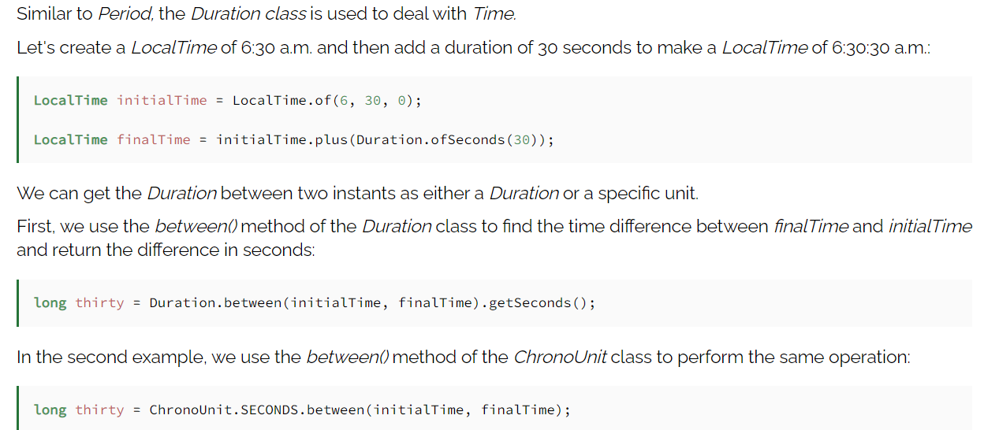 Similar to Period, the Duration class is used to deal with Time.
Let's create a LocalTime of 6:30 a.m. and then add a duration of 30 seconds to make a LocalTime of 6:30:30 a.m.:
LocalTime initialTime = LocalTime.of(6, 30, 0);
LocalTime finalTime = initialTime.plus(Duration.ofSeconds(30));
We can get the Duration between two instants as either a Duration or a specific unit.
First, we use the between() method of the Duration class to find the time difference between finalTime and initialTime
and return the difference in seconds:
long thirty = Duration.between(initialTime, finalTime).getSeconds();
In the second example, we use the between() method of the ChronoUnit class to perform the same operation:
long thirty = ChronoUnit.SECONDS.between(initialTime, finalTime);